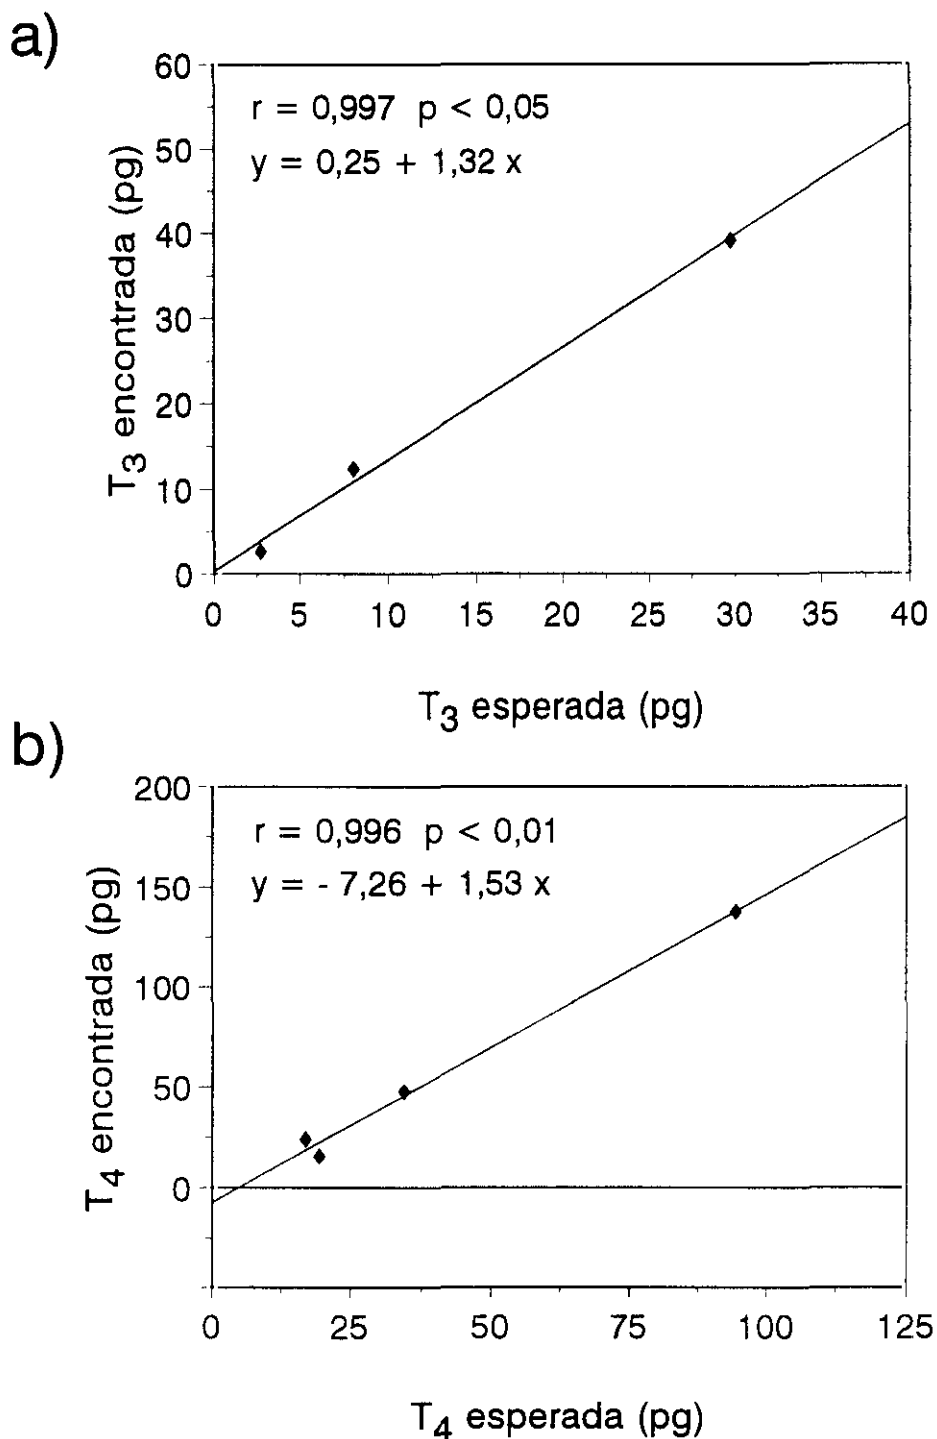 a)
r = 0,997 p < 0,05
y = 0,25 + 1,32 x
T3 encontrada (pg)
60
50
40
30
20
10
0
0 5 10 15 20 25 30 35 40
T3 esperada (pg)
b)
r = 0,996 p < 0,01
y = - 7,26 + 1,53 x
T4 encontrada (pg)
200
150
100
50
0
0 25 50 75 100 125
T4 esperada (pg)